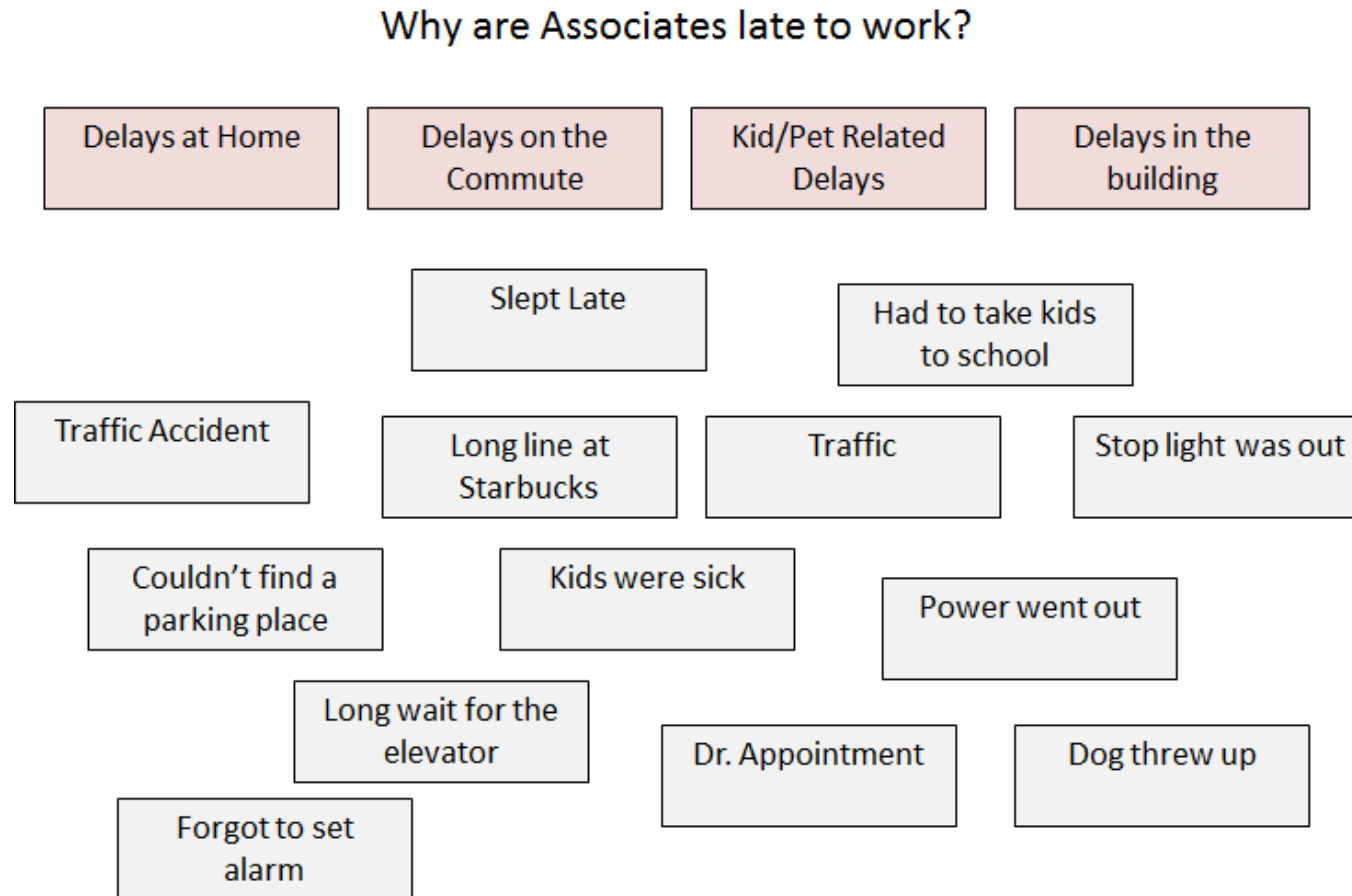 Why are Associates late to work?
Delays at Home
Delays on the
Commute
Kid/Pet Related
Delays
Delays in the
building
Slept Late
Had to take kids
to school
Traffic Accident
Long line at
Starbucks
Traffic
Stop light was out
Couldn’t find a
parking place
Kids were sick
Power went out
Long wait for the
elevator
Dr. Appointment
Dog threw up
Forgot to set
alarm